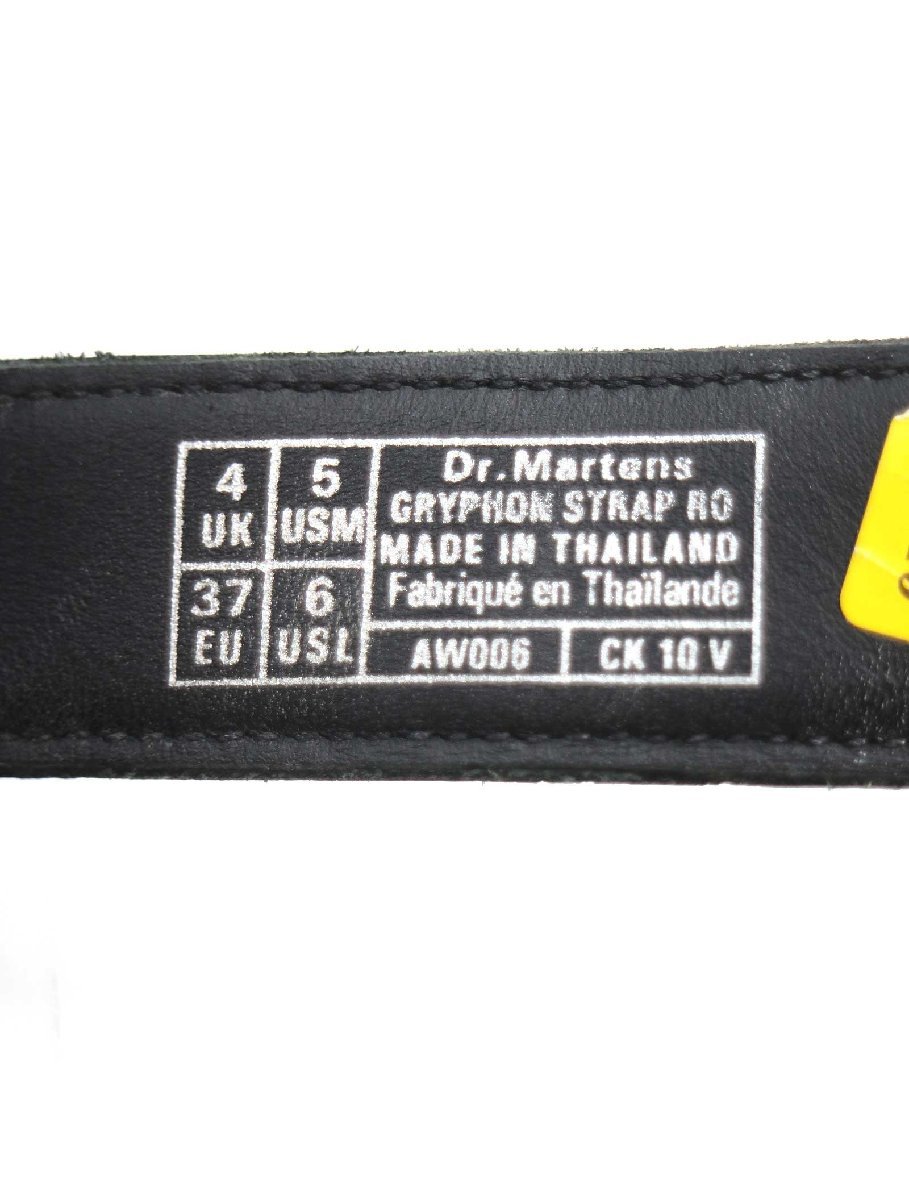 4
UK
5
USM
37
EU
6
USL
Dr.Martens
GRYPHON STRAP RO
MADE IN THAILAND
Fabriqué en Thaïlande
AW006
CK 10 V